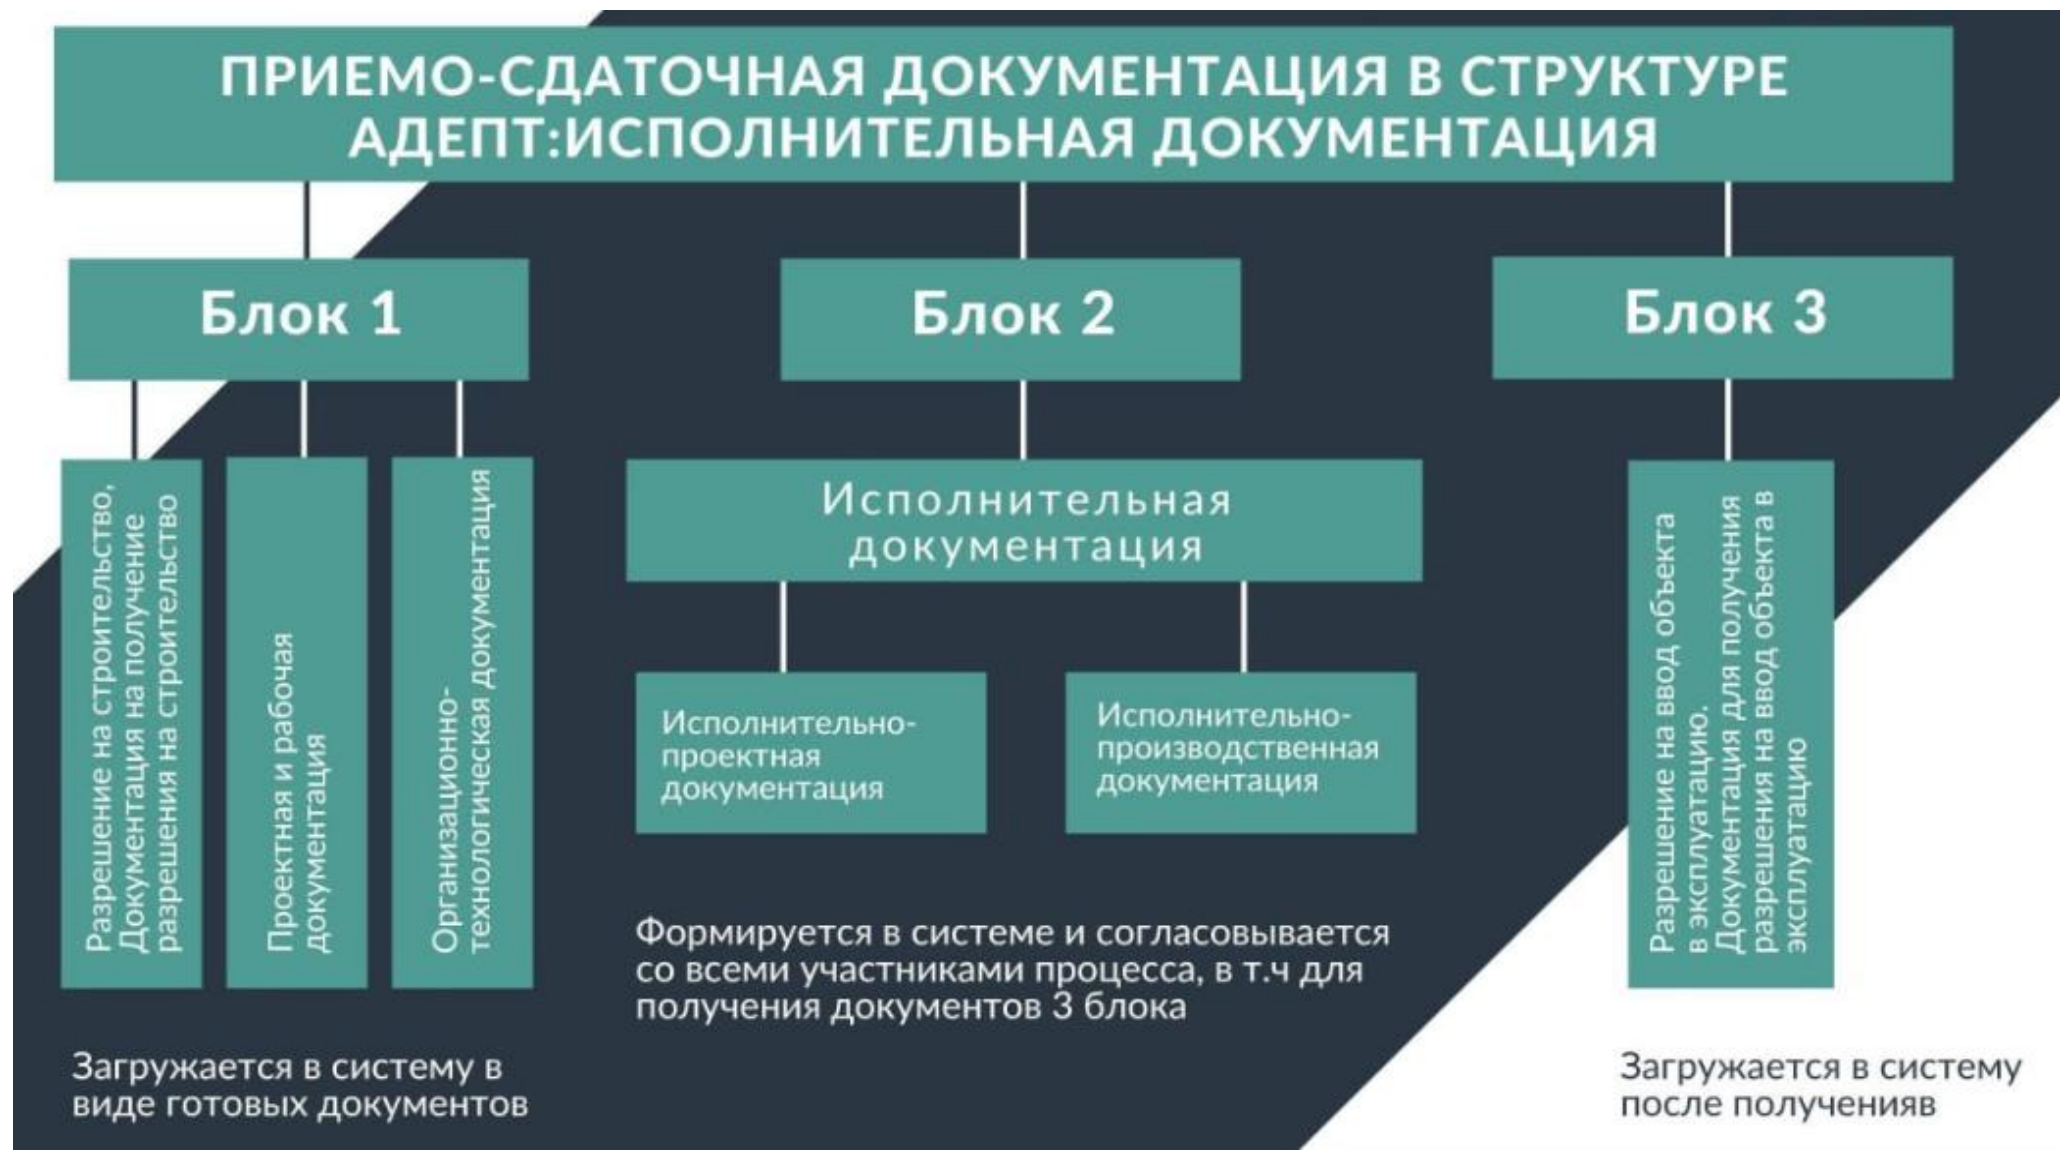 ПРИЕМО-СДАТОЧНАЯ ДОКУМЕНТАЦИЯ В СТРУКТУРЕ
АДЕПТ:ИСПОЛНИТЕЛЬНАЯ ДОКУМЕНТАЦИЯ
Блок 1
Блок 2
Блок 3
Разрешение на строительство,
Документация на получение
разрешения на строительство
Проектная и рабочая
документация
Организационно-
технологическая документация
Загружается в систему в
виде готовых документов
Исполнительная
документация
Исполнительно-
проектная
документация
Исполнительно-
производственная
документация
Формируется в системе и согласовывается
со всеми участниками процесса, в т.ч для
получения документов 3 блока
Разрешение на ввод объекта
в эксплуатацию.
Документация для получения
разрешения на ввод объекта в
эксплуатацию
Загружается в систему
после полученияв